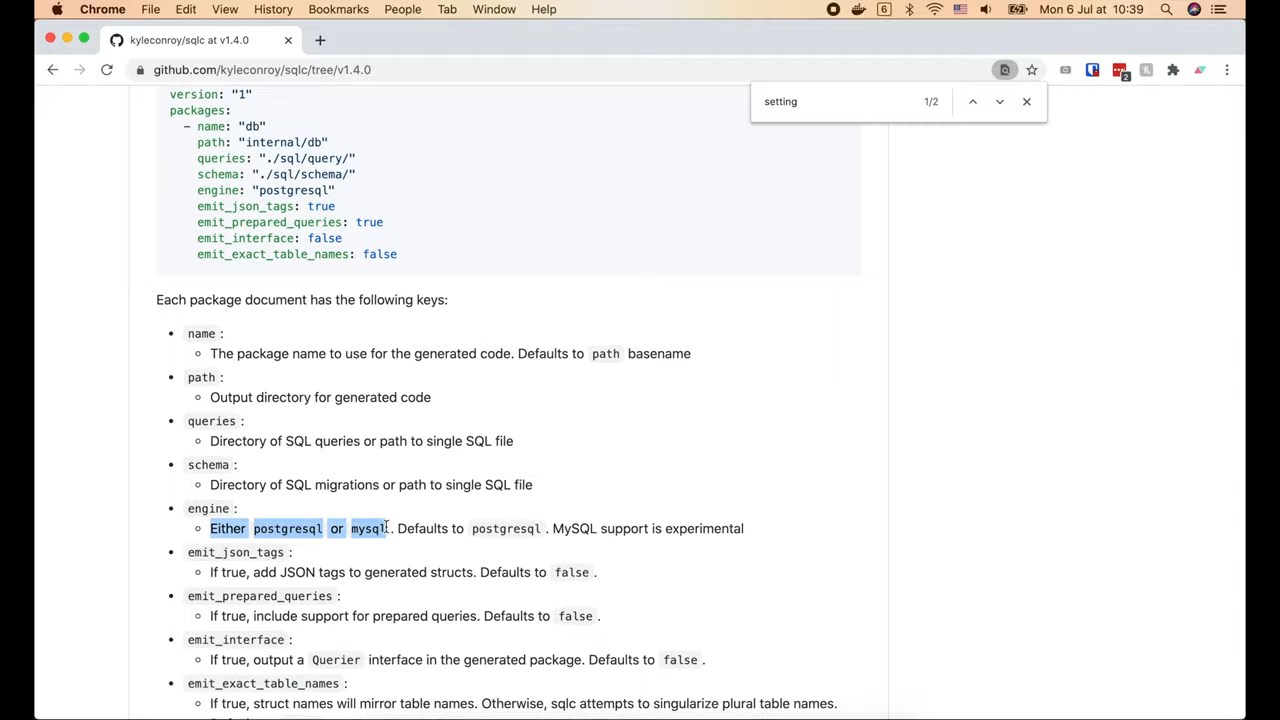 Chrome File Edit View History Bookmarks People Tab Window Help 6 Mon 6 Jul at 10:39
kyleconroy/sqlc at v1.4.0
github.com/kyleconroy/sqlc/tree/v1.4.0 2
setting 1/2
version: "1"
packages:
- name: "db"
path: "internal/db"
queries: "./sql/query/"
schema: "./sql/schema/"
engine: "postgresql"
emit_json_tags: true
emit_prepared_queries: true
emit_interface: false
emit_exact_table_names: false
Each package document has the following keys:
• name :
The package name to use for the generated code. Defaults to path basename
• path :
Output directory for generated code
• queries :
Directory of SQL queries or path to single SQL file
• schema :
Directory of SQL migrations or path to single SQL file
• engine :
Either postgresql or mysql . Defaults to postgresql . MySQL support is experimental
• emit_json_tags :
If true, add JSON tags to generated structs. Defaults to false .
• emit_prepared_queries :
If true, include support for prepared queries. Defaults to false .
• emit_interface :
If true, output a Querier interface in the generated package. Defaults to false .
• emit_exact_table_names :
If true, struct names will mirror table names. Otherwise, sqlc attempts to singularize plural table names.